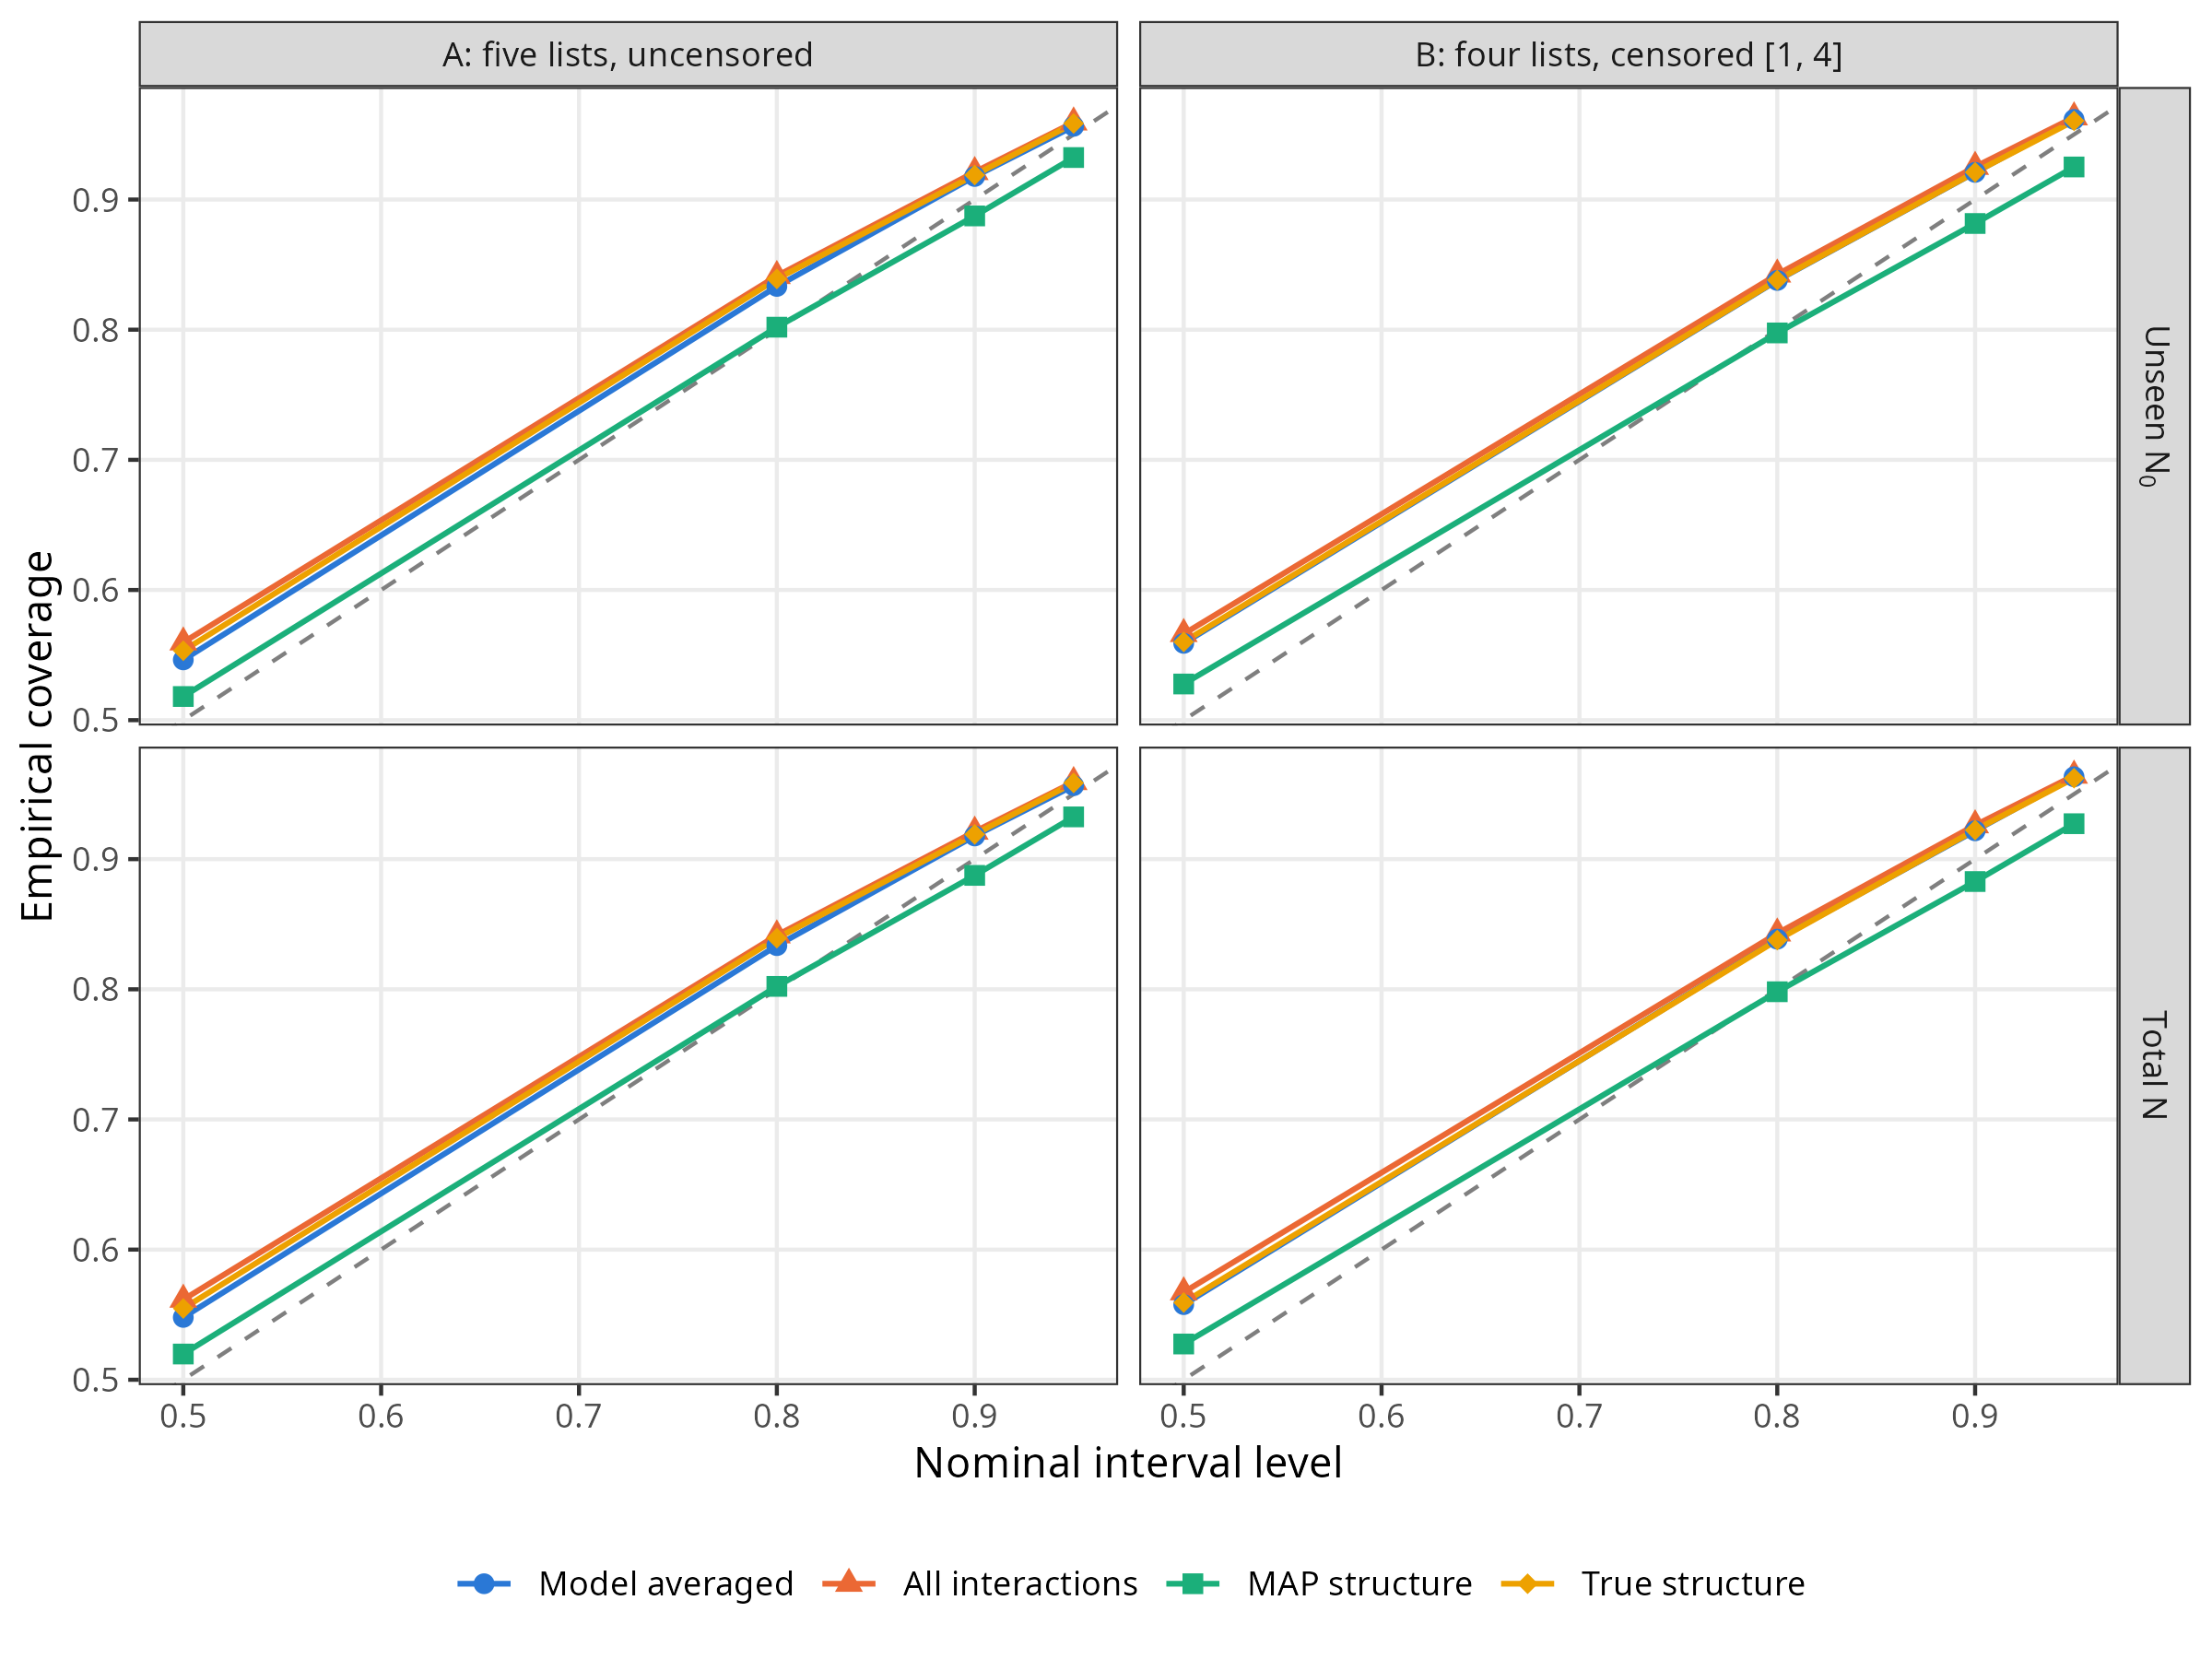 A: five lists, uncensored
B: four lists, censored [1, 4]
Empirical coverage
0.9
0.8
0.7
0.6
0.5
Unseen N₀
0.9
0.8
0.7
0.6
0.5
Total N
0.5 0.6 0.7 0.8 0.9
0.5 0.6 0.7 0.8 0.9
Nominal interval level
Model averaged All interactions MAP structure True structure